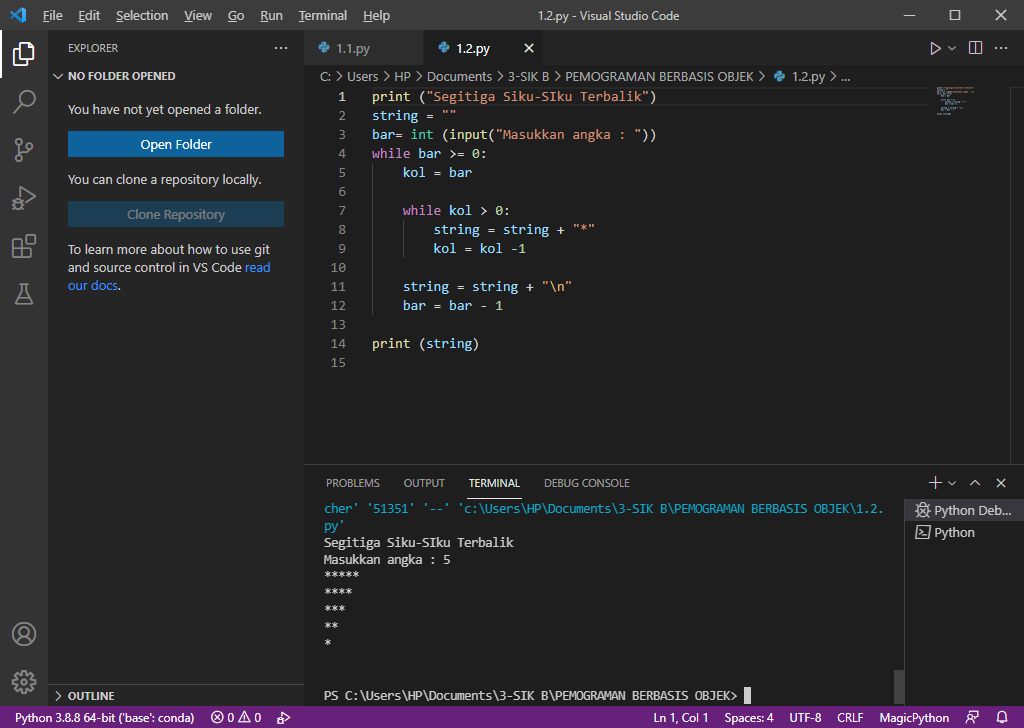 File Edit Selection View Go Run Terminal Help 1.2.py - Visual Studio Code
EXPLORER
NO FOLDER OPENED
You have not yet opened a folder.
Open Folder
You can clone a repository locally.
Clone Repository
To learn more about how to use git
and source control in VS Code read
our docs.
OUTLINE
1.1.py 1.2.py
C: > Users > HP > Documents > 3-SIK B > PEMOGRAMAN BERBASIS OBJEK > 1.2.py > ...
1 print ("Segitiga Siku-SIku Terbalik")
2 string = ""
3 bar= int (input("Masukkan angka : "))
4 while bar >= 0:
5 kol = bar
6
7 while kol > 0:
8 string = string + "*"
9 kol = kol -1
10
11 string = string + "\n"
12 bar = bar - 1
13
14 print (string)
15
PROBLEMS OUTPUT TERMINAL DEBUG CONSOLE
cher' '51351' '--' 'c:\Users\HP\Documents\3-SIK B\PEMOGRAMAN BERBASIS OBJEK\1.2.
py'
Segitiga Siku-SIku Terbalik
Masukkan angka : 5
*****
****
***
**
*
PS C:\Users\HP\Documents\3-SIK B\PEMOGRAMAN BERBASIS OBJEK>
Python Deb...
Python
Python 3.8.8 64-bit ('base': conda) 0 0 Ln 1, Col 1 Spaces: 4 UTF-8 CRLF MagicPython